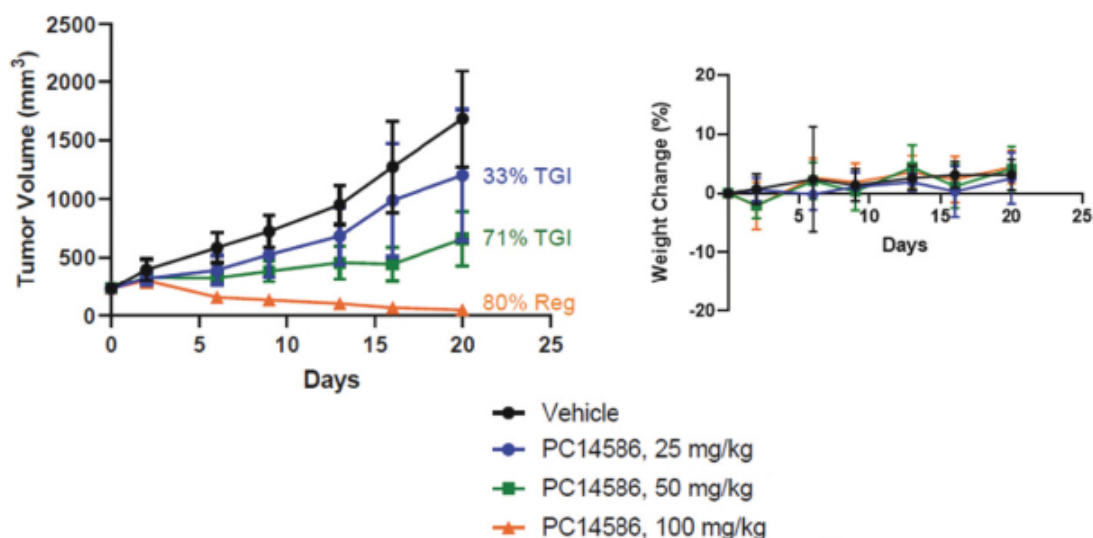 2500
2000
1500
1000
500
0
Tumor Volume (mm³)
0 5 10 15 20 25
Days
33% TGI
71% TGI
80% Reg
20
10
0
-10
-20
Weight Change (%)
5 10 15 20 25
Days
Vehicle
PC14586, 25 mg/kg
PC14586, 50 mg/kg
PC14586, 100 mg/kg